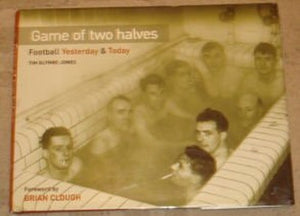 Game of two halves
Football Yesterday & Today
TIM GLYNNE-JONES
Foreword by
BRIAN CLOUGH